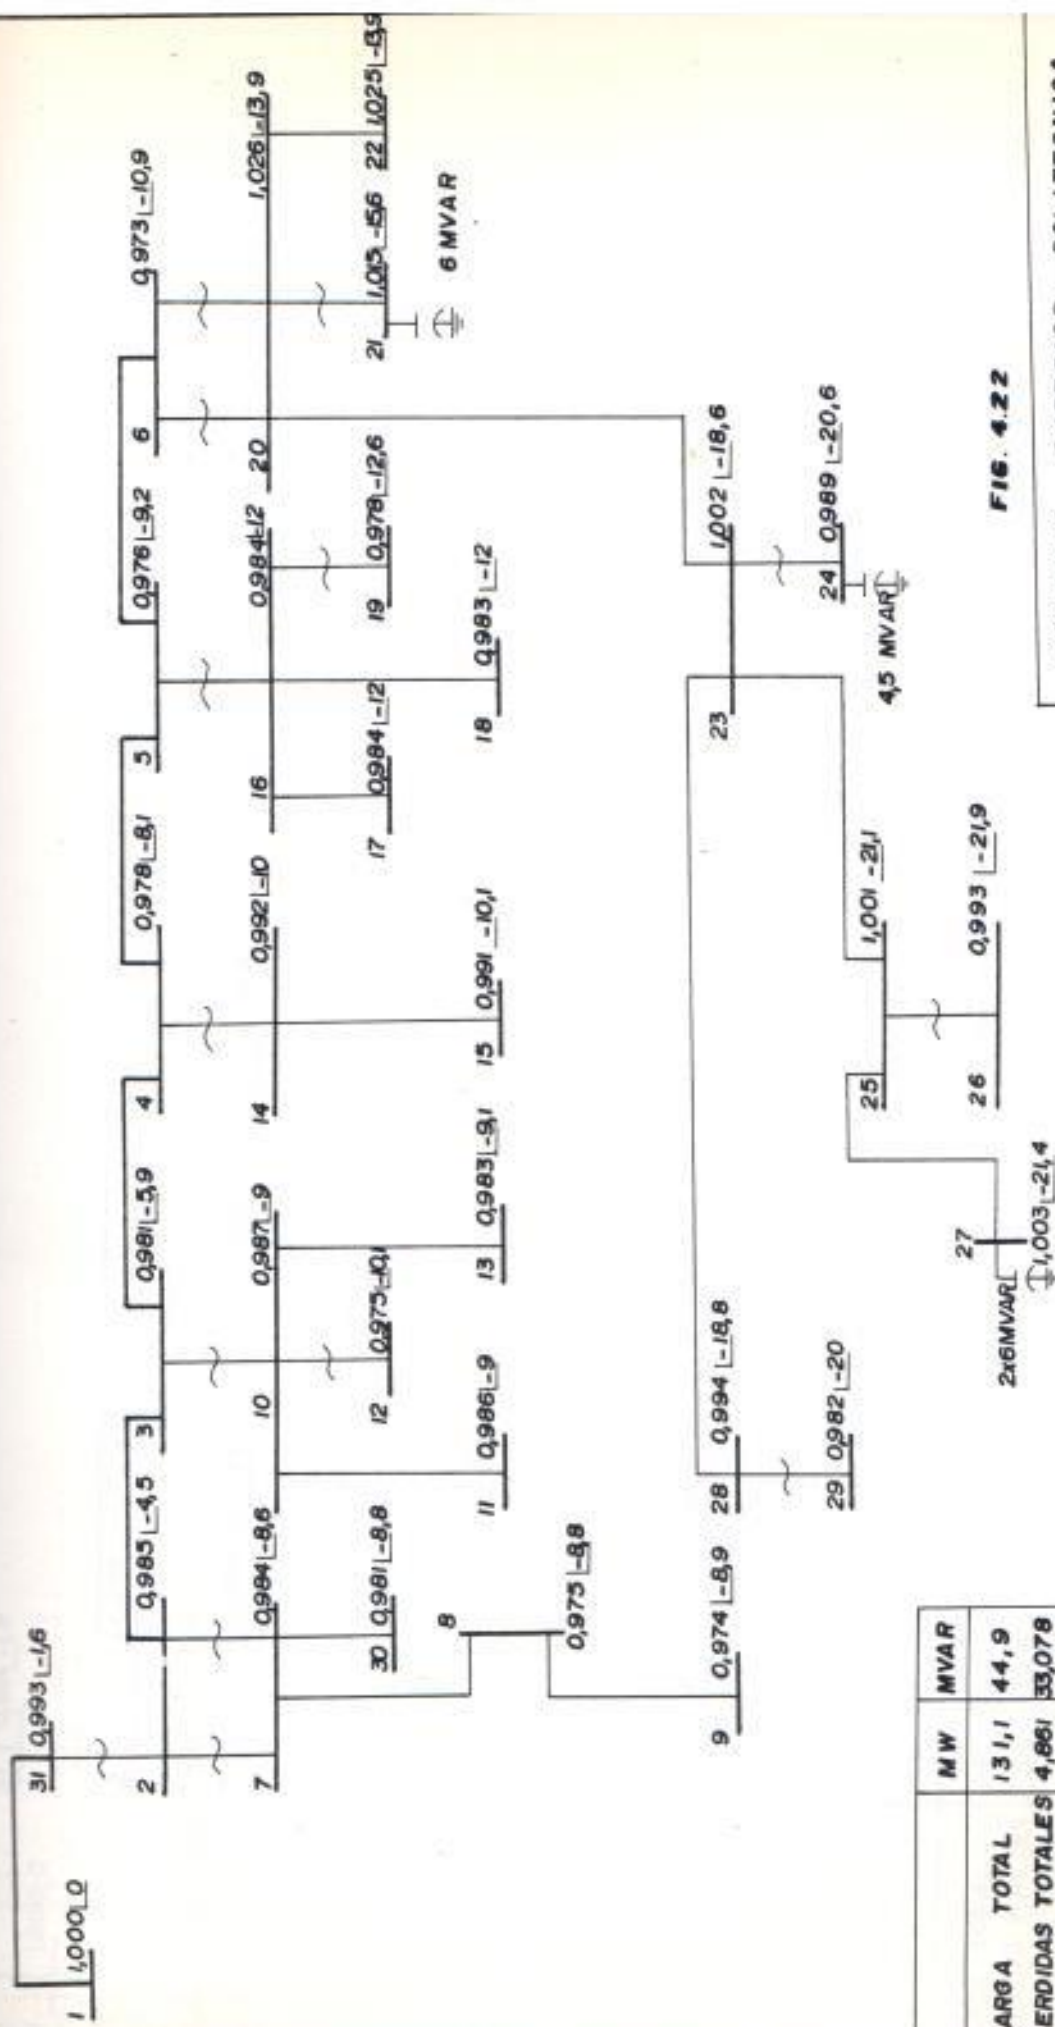 1 1,000 |0
31 0,993 |-1,6
2 0,985 |-4,5
3 0,981 |-5,9
4 0,978 |-8,1
5 0,976 |-9,2
6 0,973 |-10,9
7 0,984 |-8,6
10 0,987 |-9
14 0,992 |-10
16 0,984 |-12
20 1,026 |-13,9
30 0,981 |-8,8
12 0,975 |-10,1
17 0,984 |-12
19 0,978 |-12,6
21 1,015 |-15,6
22 1,025 |-13,9
6 MVAR
8
0,975 |-8,8
11 0,986 |-9
13 0,983 |-9,1
15 0,991 |-10,1
18 0,983 |-12
9 0,974 |-8,9
28 0,994 |-18,8
23 1,002 |-18,6
29 0,982 |-20
25 1,001 |-21,1
24 0,989 |-20,6
4,5 MVAR
27
2x6MVAR
1,003 |-21,4
26 0,993 |-21,9
FIG. 4.22
MW MVAR
ARGA TOTAL 131,1 44,9
ERDIDAS TOTALES 4,861 33,078